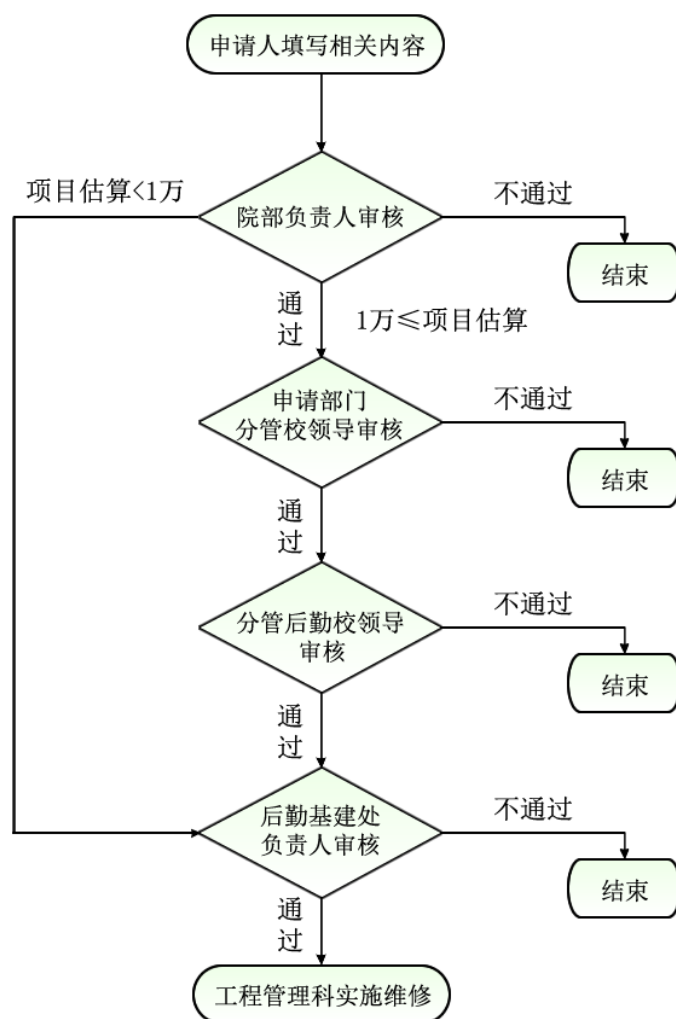 申请人填写相关内容
项目估算<1万
院部负责人审核
不通过
结束
通
过
1万≤项目估算
申请部门
分管校领导审核
不通过
结束
通
过
分管后勤校领导
审核
不通过
结束
通
过
后勤基建处
负责人审核
不通过
结束
通
过
工程管理科实施维修